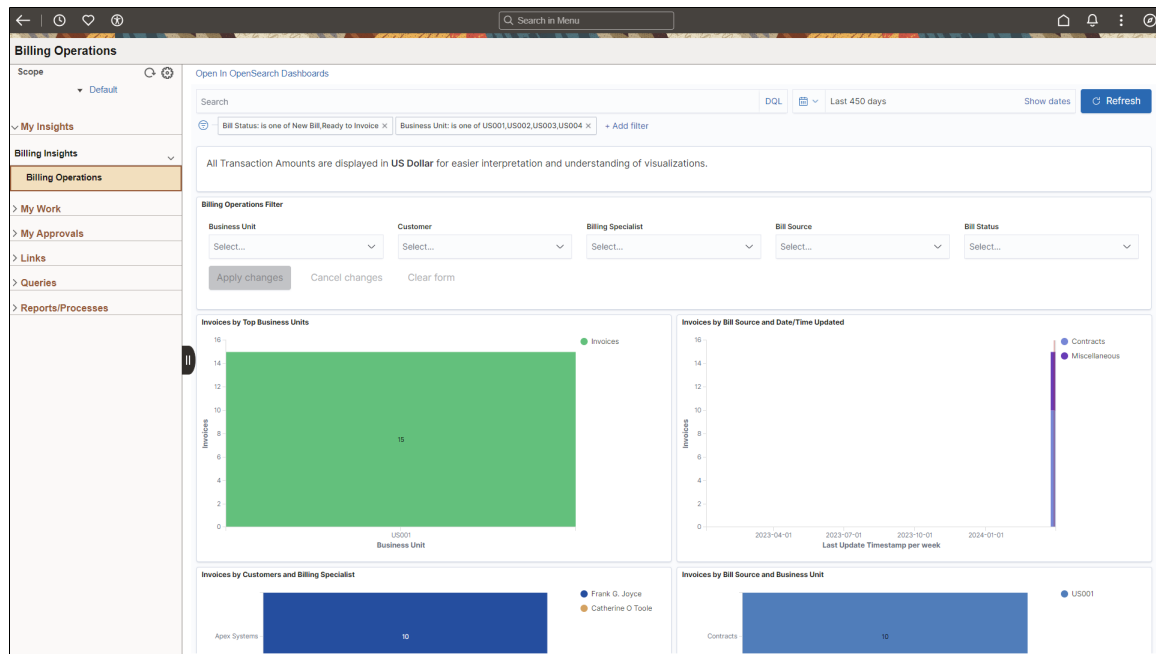 Search in Menu
Billing Operations
Scope
Default
My Insights
Billing Insights
Billing Operations
My Work
My Approvals
Links
Queries
Reports/Processes
Open In OpenSearch Dashboards
Search DQL Last 450 days Show dates Refresh
Bill Status: is one of New Bill,Ready to Invoice × Business Unit: is one of US001,US002,US003,US004 × + Add filter
All Transaction Amounts are displayed in US Dollar for easier interpretation and understanding of visualizations.
Billing Operations Filter
Business Unit Customer Billing Specialist Bill Source Bill Status
Select... Select... Select... Select... Select...
Apply changes Cancel changes Clear form
Invoices by Top Business Units
16
14
12
10
8
6
4
2
0
Invoices
15
US001
Business Unit
Invoices
Invoices by Bill Source and Date/Time Updated
16
14
12
10
8
6
4
2
0
Invoices
2023-04-01 2023-07-01 2023-10-01 2024-01-01
Last Update Timestamp per week
Contracts
Miscellaneous
Invoices by Customers and Billing Specialist
Apex Systems
10
Frank G. Joyce
Catherine O Toole
Invoices by Bill Source and Business Unit
Contracts
10
US001